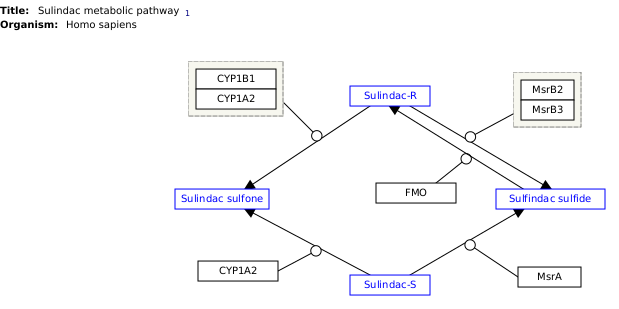 Title: Sulindac metabolic pathway 1
Organism: Homo sapiens
CYP1B1
CYP1A2
Sulindac-R
MsrB2
MsrB3
FMO
Sulindac sulfone
Sulfindac sulfide
CYP1A2
Sulindac-S
MsrA